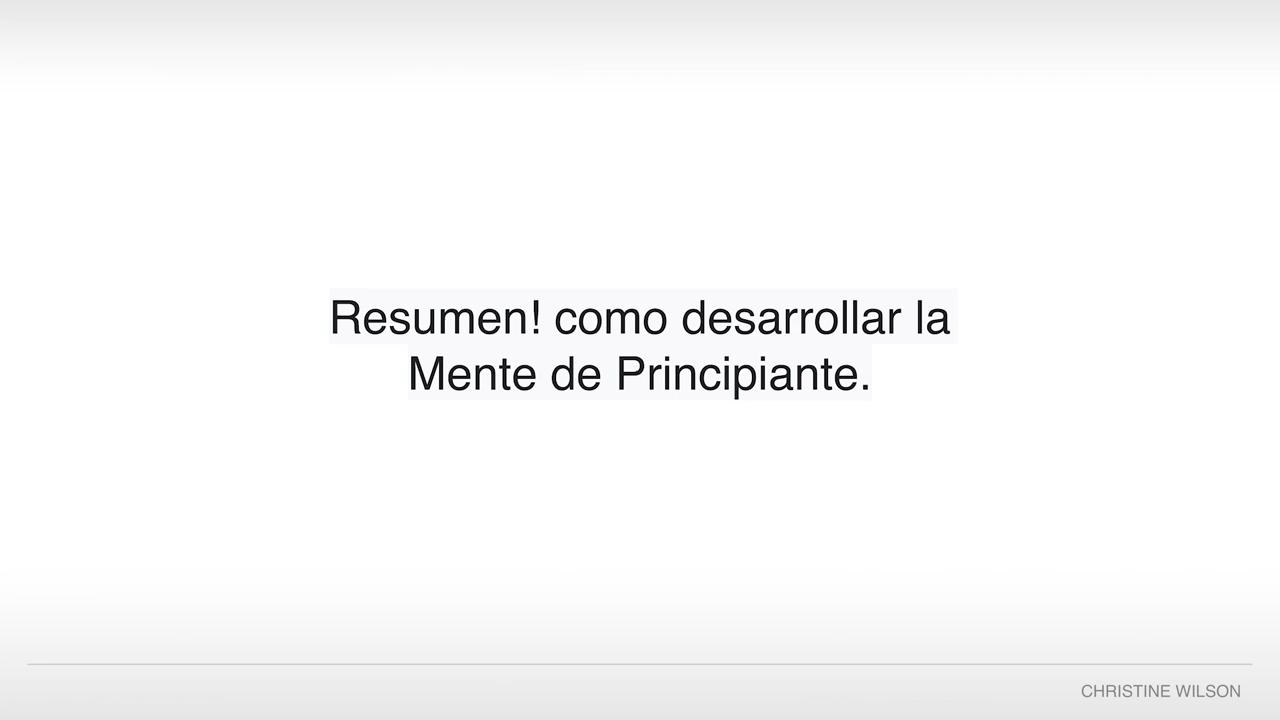 Resumen! como desarrollar la
Mente de Principiante.
CHRISTINE WILSON